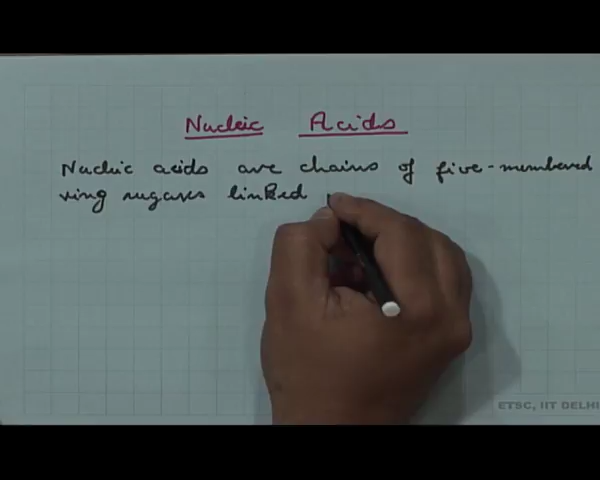 Nucleic Acids
Nucleic acids are chains of five-membered
ring sugars linked
ETSC, IIT DELHI